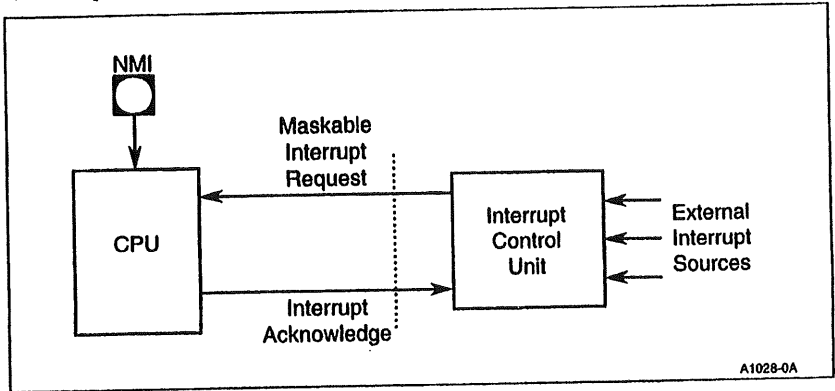 NMI
Maskable
Interrupt
Request
CPU
Interrupt
Control
Unit
External
Interrupt
Sources
Interrupt
Acknowledge
A1028-0A